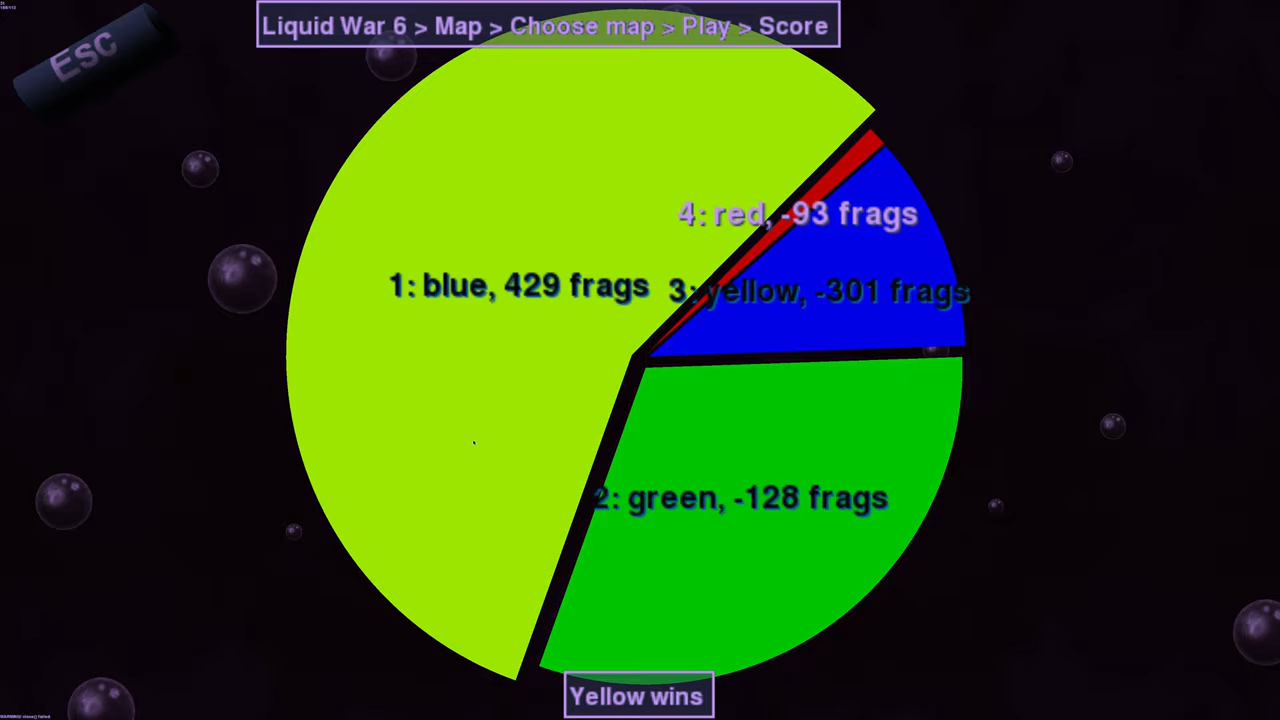 ESC
Liquid War 6 > Map > Choose map > Play > Score
4: red, -93 frags
1: blue, 429 frags
3: yellow, -301 frags
2: green, -128 frags
Yellow wins